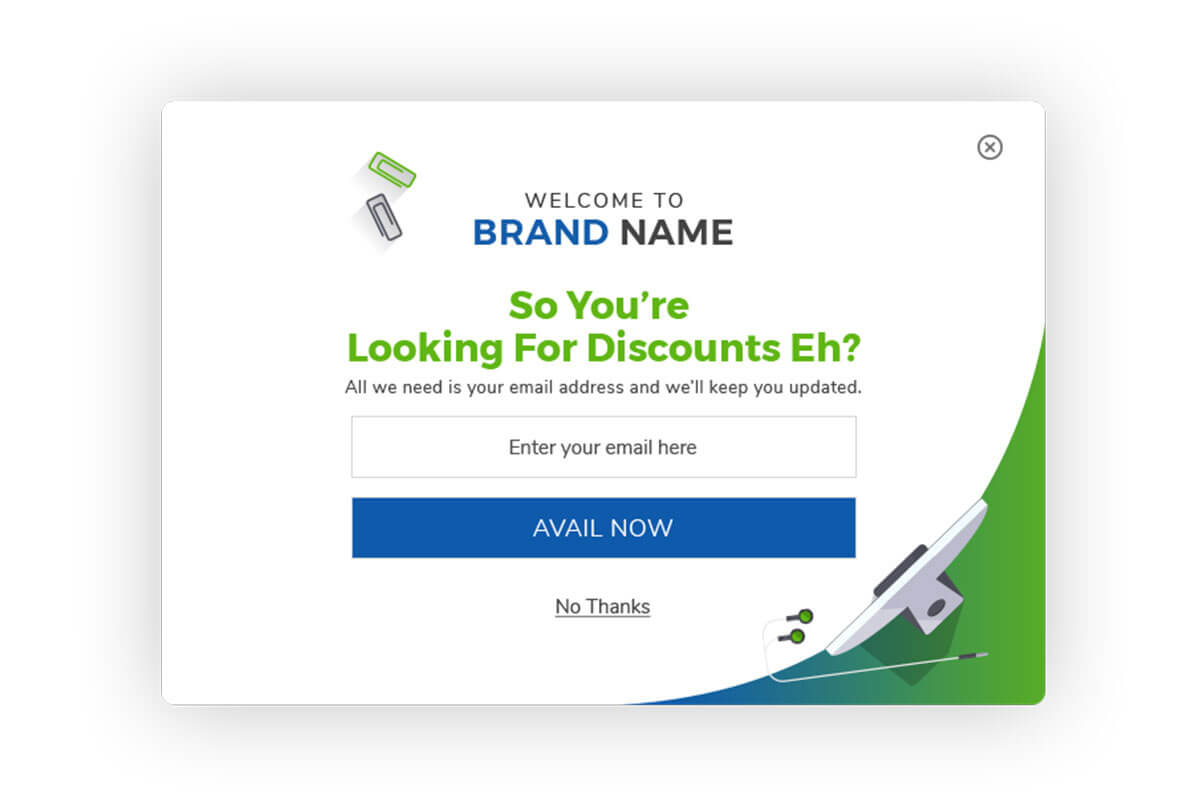 WELCOME TO
BRAND NAME
So You’re
Looking For Discounts Eh?
All we need is your email address and we’ll keep you updated.
Enter your email here
AVAIL NOW
No Thanks